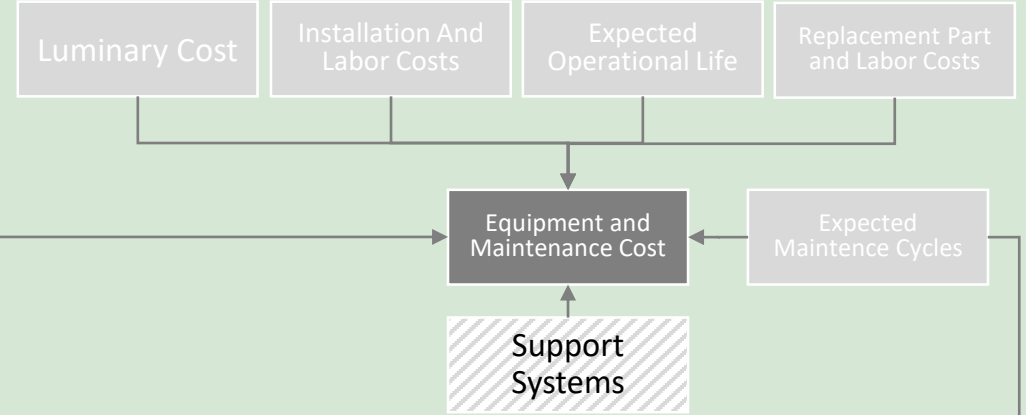 Luminary Cost
Installation And
Labor Costs
Expected
Operational Life
Replacement Part
and Labor Costs
Equipment and
Maintenance Cost
Expected
Maintence Cycles
Support
Systems